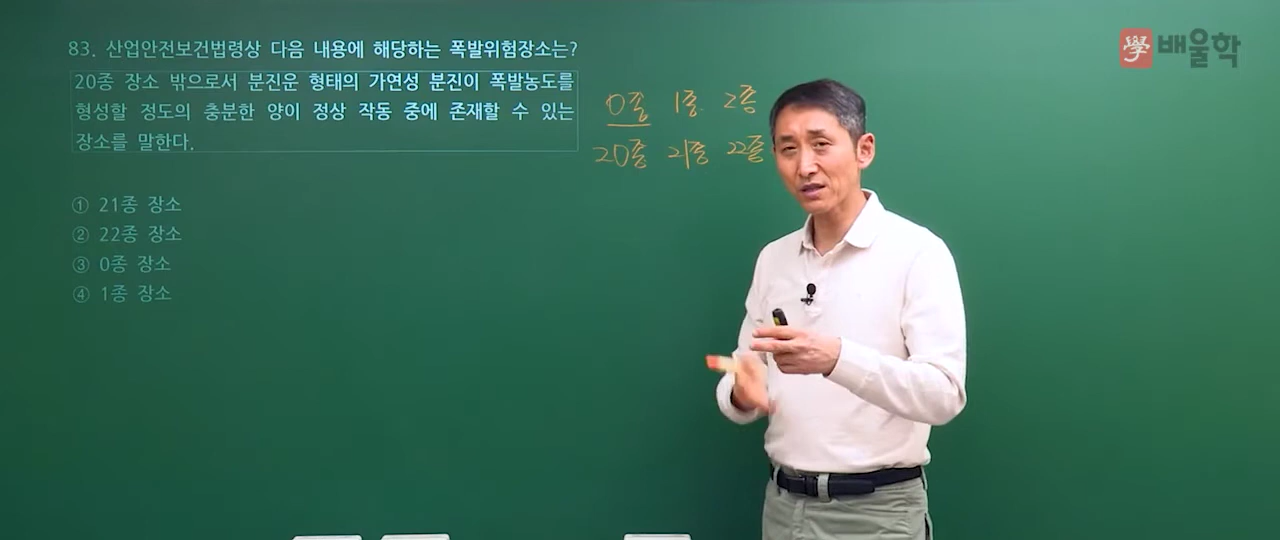 學 배울학
83. 산업안전보건법령상 다음 내용에 해당하는 폭발위험장소는?
20종 장소 밖으로서 분진운 형태의 가연성 분진이 폭발농도를
형성할 정도의 충분한 양이 정상 작동 중에 존재할 수 있는
장소를 말한다.
0종 1종 2종
20종 21종 22종
① 21종 장소
② 22종 장소
③ 0종 장소
④ 1종 장소